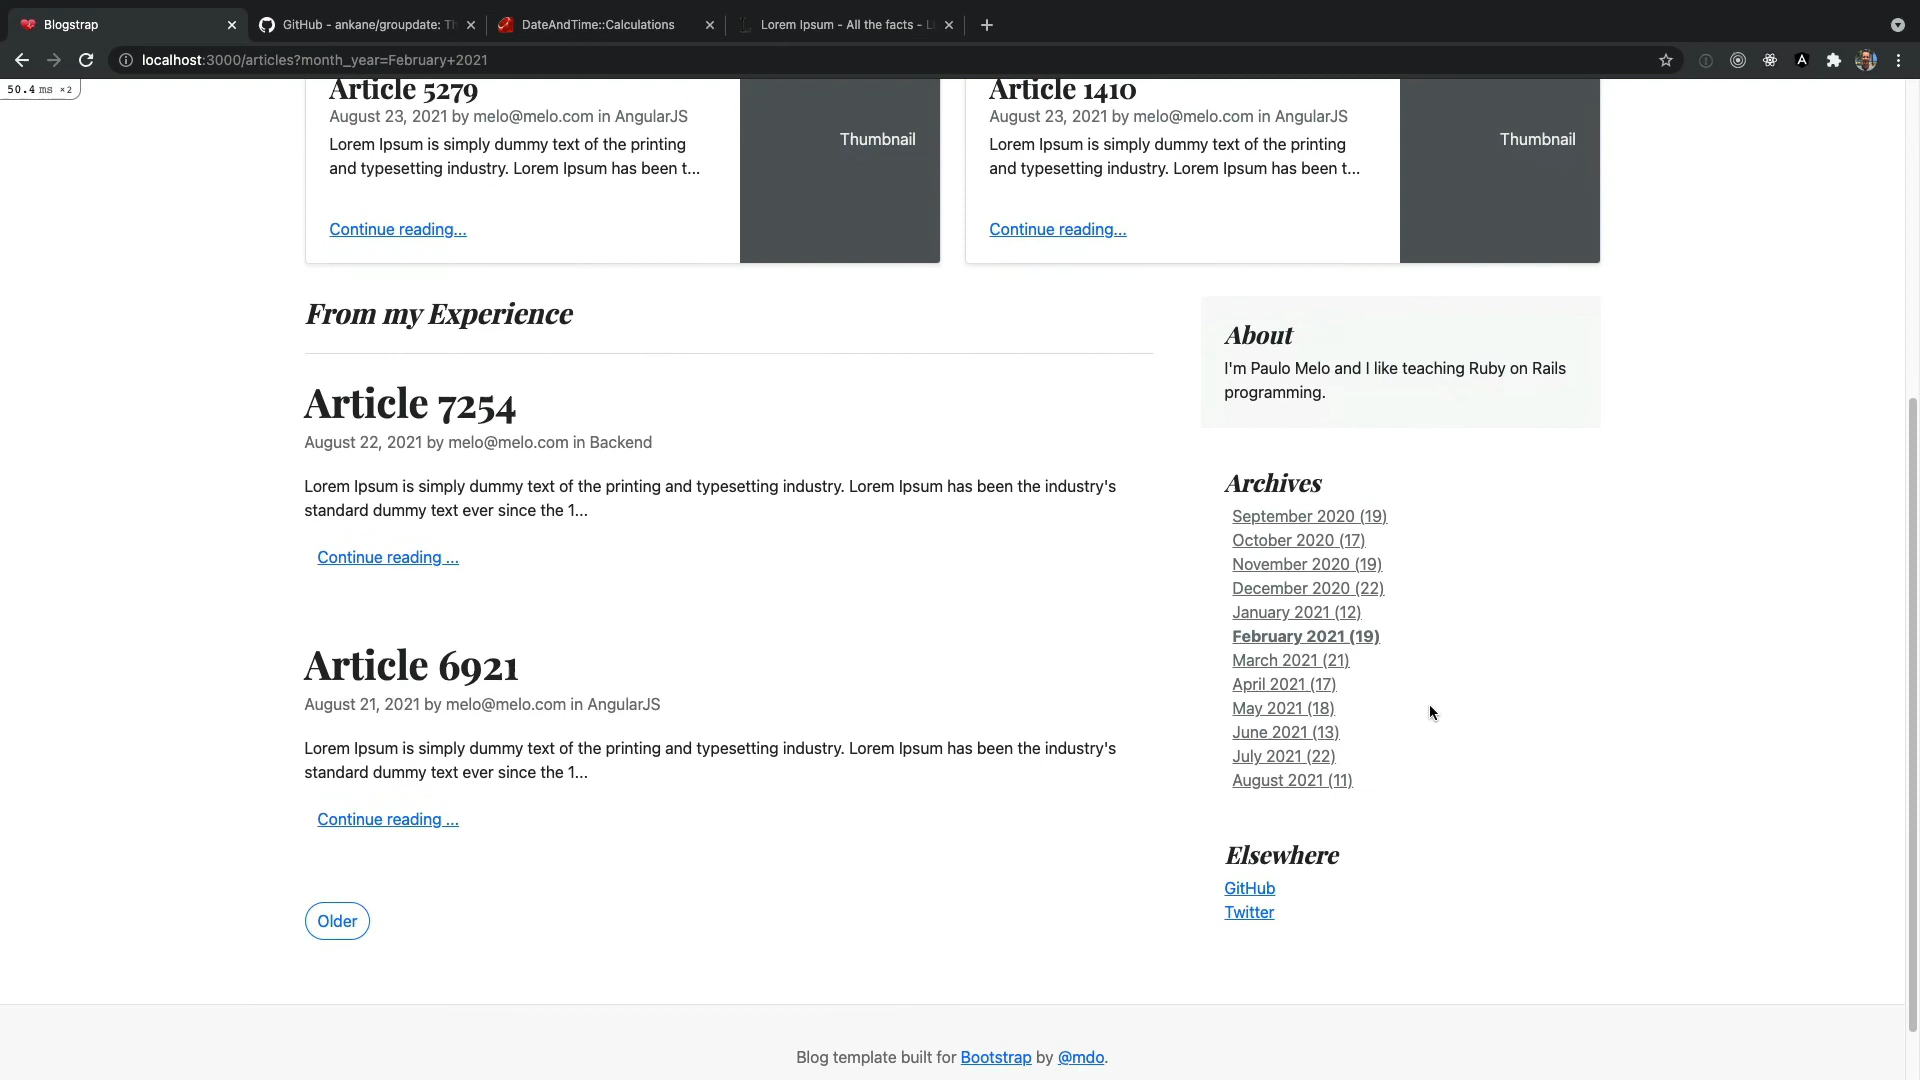 Blogstrap
GitHub - ankane/groupdate: Th
DateAndTime::Calculations
Lorem Ipsum - All the facts - Li
localhost:3000/articles?month_year=February+2021
50.4 ms ×2
Article 5279
August 23, 2021 by melo@melo.com in AngularJS
Lorem Ipsum is simply dummy text of the printing
and typesetting industry. Lorem Ipsum has been t...
Continue reading...
Thumbnail
Article 1410
August 23, 2021 by melo@melo.com in AngularJS
Lorem Ipsum is simply dummy text of the printing
and typesetting industry. Lorem Ipsum has been t...
Continue reading...
Thumbnail
From my Experience
Article 7254
August 22, 2021 by melo@melo.com in Backend
Lorem Ipsum is simply dummy text of the printing and typesetting industry. Lorem Ipsum has been the industry's
standard dummy text ever since the 1...
Continue reading ...
Article 6921
August 21, 2021 by melo@melo.com in AngularJS
Lorem Ipsum is simply dummy text of the printing and typesetting industry. Lorem Ipsum has been the industry's
standard dummy text ever since the 1...
Continue reading ...
Older
About
I'm Paulo Melo and I like teaching Ruby on Rails
programming.
Archives
September 2020 (19)
October 2020 (17)
November 2020 (19)
December 2020 (22)
January 2021 (12)
February 2021 (19)
March 2021 (21)
April 2021 (17)
May 2021 (18)
June 2021 (13)
July 2021 (22)
August 2021 (11)
Elsewhere
GitHub
Twitter
Blog template built for Bootstrap by @mdo.